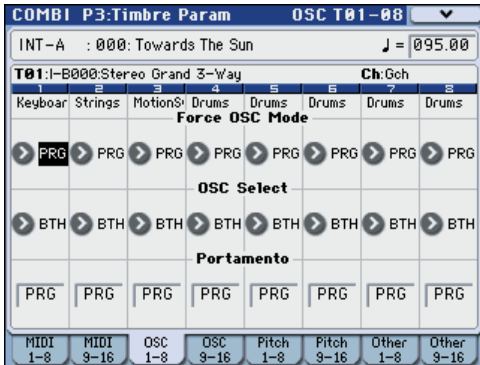 COMBI P3:Timbre Param OSC T01-08
INT-A : 000: Towards The Sun ♩= 095.00
T01:I-B000:Stereo Grand 3-Way Ch:Gch
1 2 3 4 5 6 7 8
Keyboar Strings MotionS Drums Drums Drums Drums Drums
Force OSC Mode
PRG PRG PRG PRG PRG PRG PRG PRG
OSC Select
BTH BTH BTH BTH BTH BTH BTH BTH
Portamento
PRG PRG PRG PRG PRG PRG PRG PRG
MIDI MIDI OSC OSC Pitch Pitch Other Other
1-8 9-16 1-8 9-16 1-8 9-16 1-8 9-16